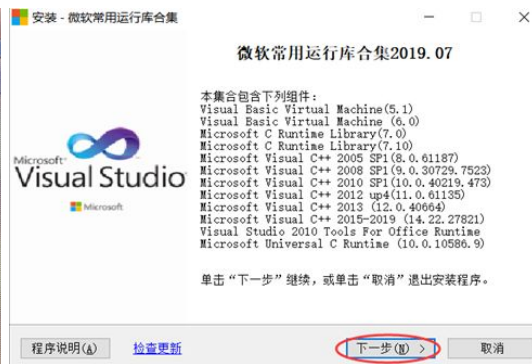 安装 - 微软常用运行库合集
微软常用运行库合集2019.07
本集合包含下列组件：
Visual Basic Virtual Machine(5.1)
Visual Basic Virtual Machine (6.0)
Microsoft C Runtime Library(7.0)
Microsoft C Runtime Library(7.10)
Microsoft Visual C++ 2005 SP1(8.0.61187)
Microsoft Visual C++ 2008 SP1(9.0.30729.7523)
Microsoft Visual C++ 2010 SP1(10.0.40219.473)
Microsoft Visual C++ 2012 up4(11.0.61135)
Microsoft Visual C++ 2013 (12.0.40664)
Microsoft Visual C++ 2015-2019 (14.22.27821)
Visual Studio 2010 Tools For Office Runtime
Microsoft Universal C Runtime (10.0.10586.9)
单击“下一步”继续，或单击“取消”退出安装程序。
Microsoft
Visual Studio
Microsoft
程序说明(A)
检查更新
下一步(N) >
取消